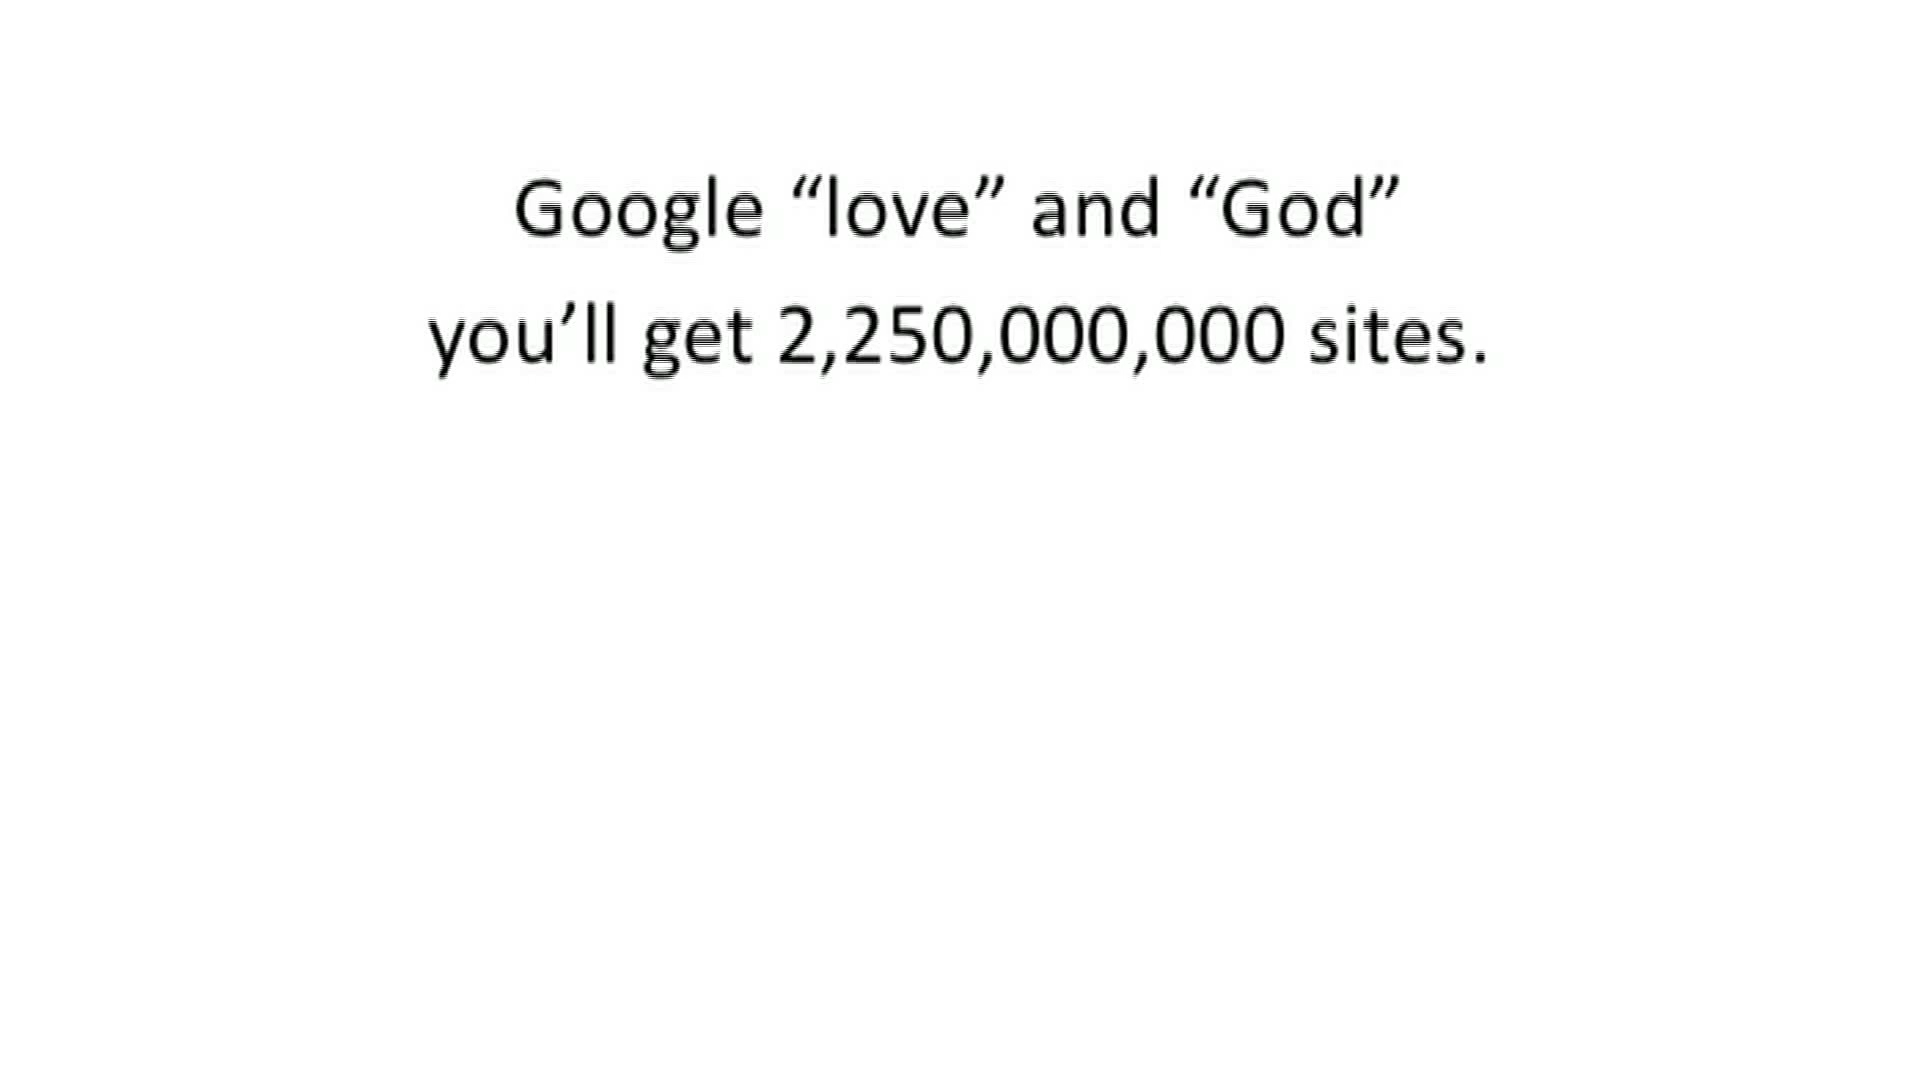 Google “love” and “God”
you’ll get 2,250,000,000 sites.